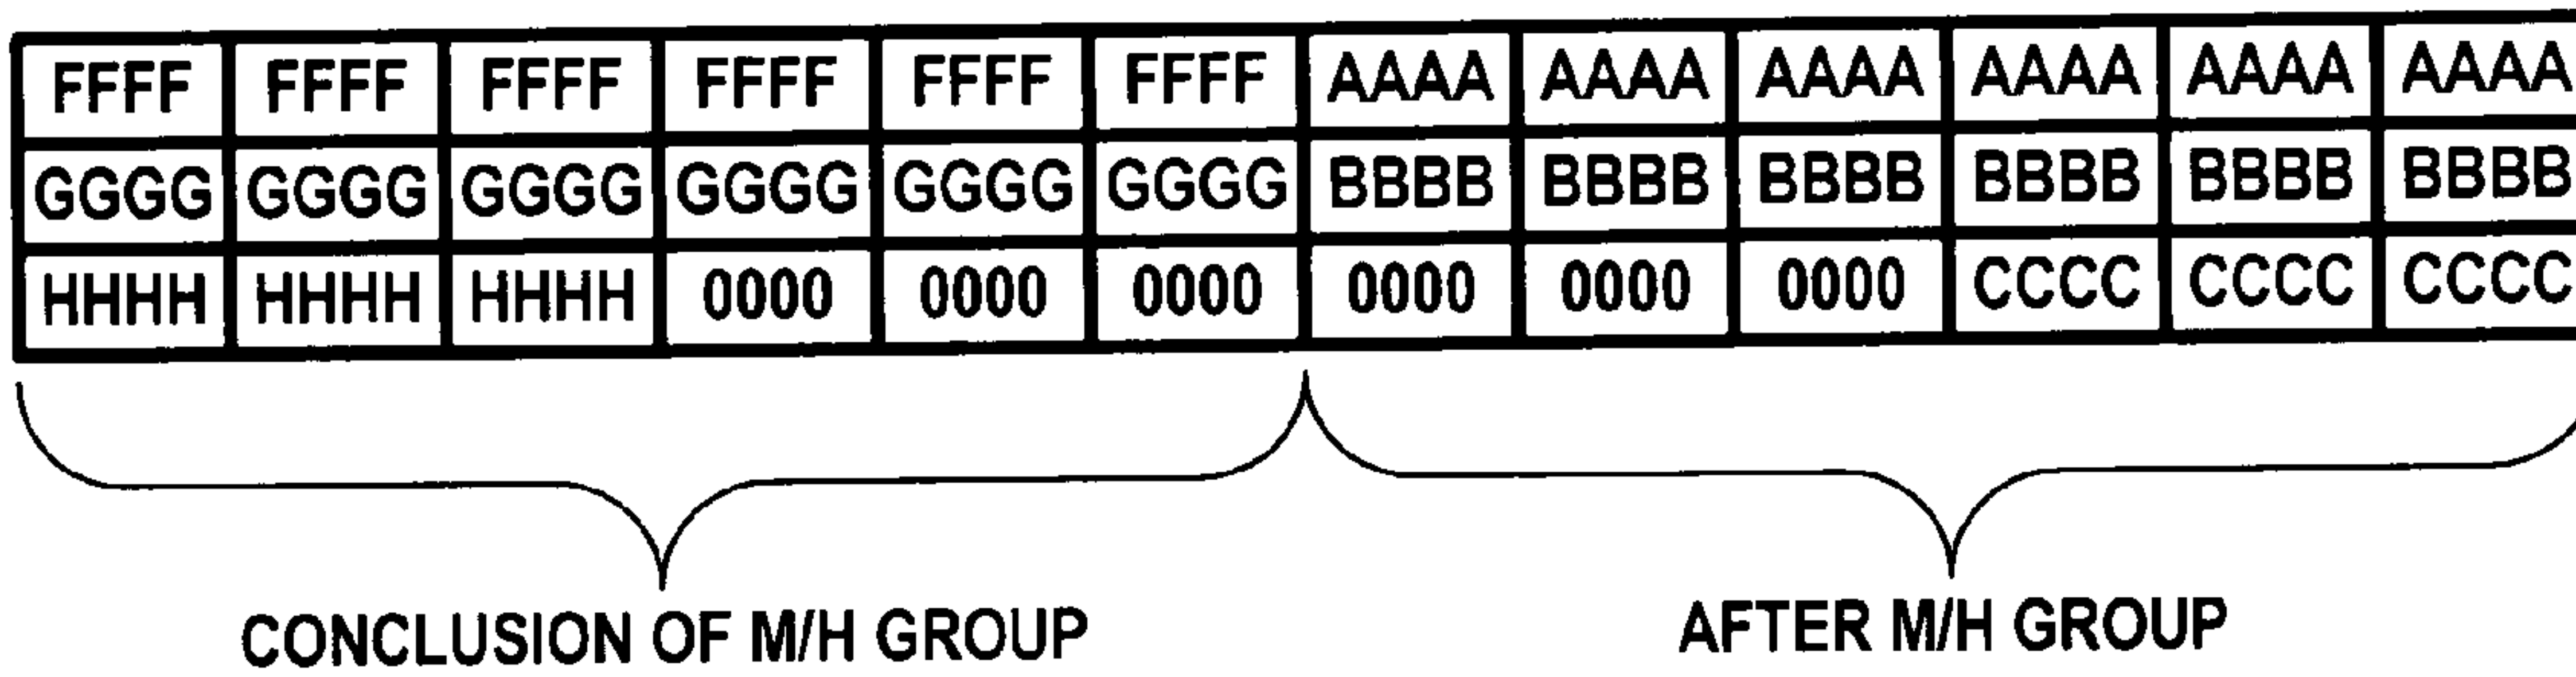 FFFF FFFF FFFF FFFF FFFF FFFF AAAA AAAA AAAA AAAA AAAA AAAA
GGGG GGGG GGGG GGGG GGGG GGGG BBBB BBBB BBBB BBBB BBBB BBBB
HHHH HHHH HHHH 0000 0000 0000 0000 0000 0000 CCCC CCCC CCCC
CONCLUSION OF M/H GROUP AFTER M/H GROUP